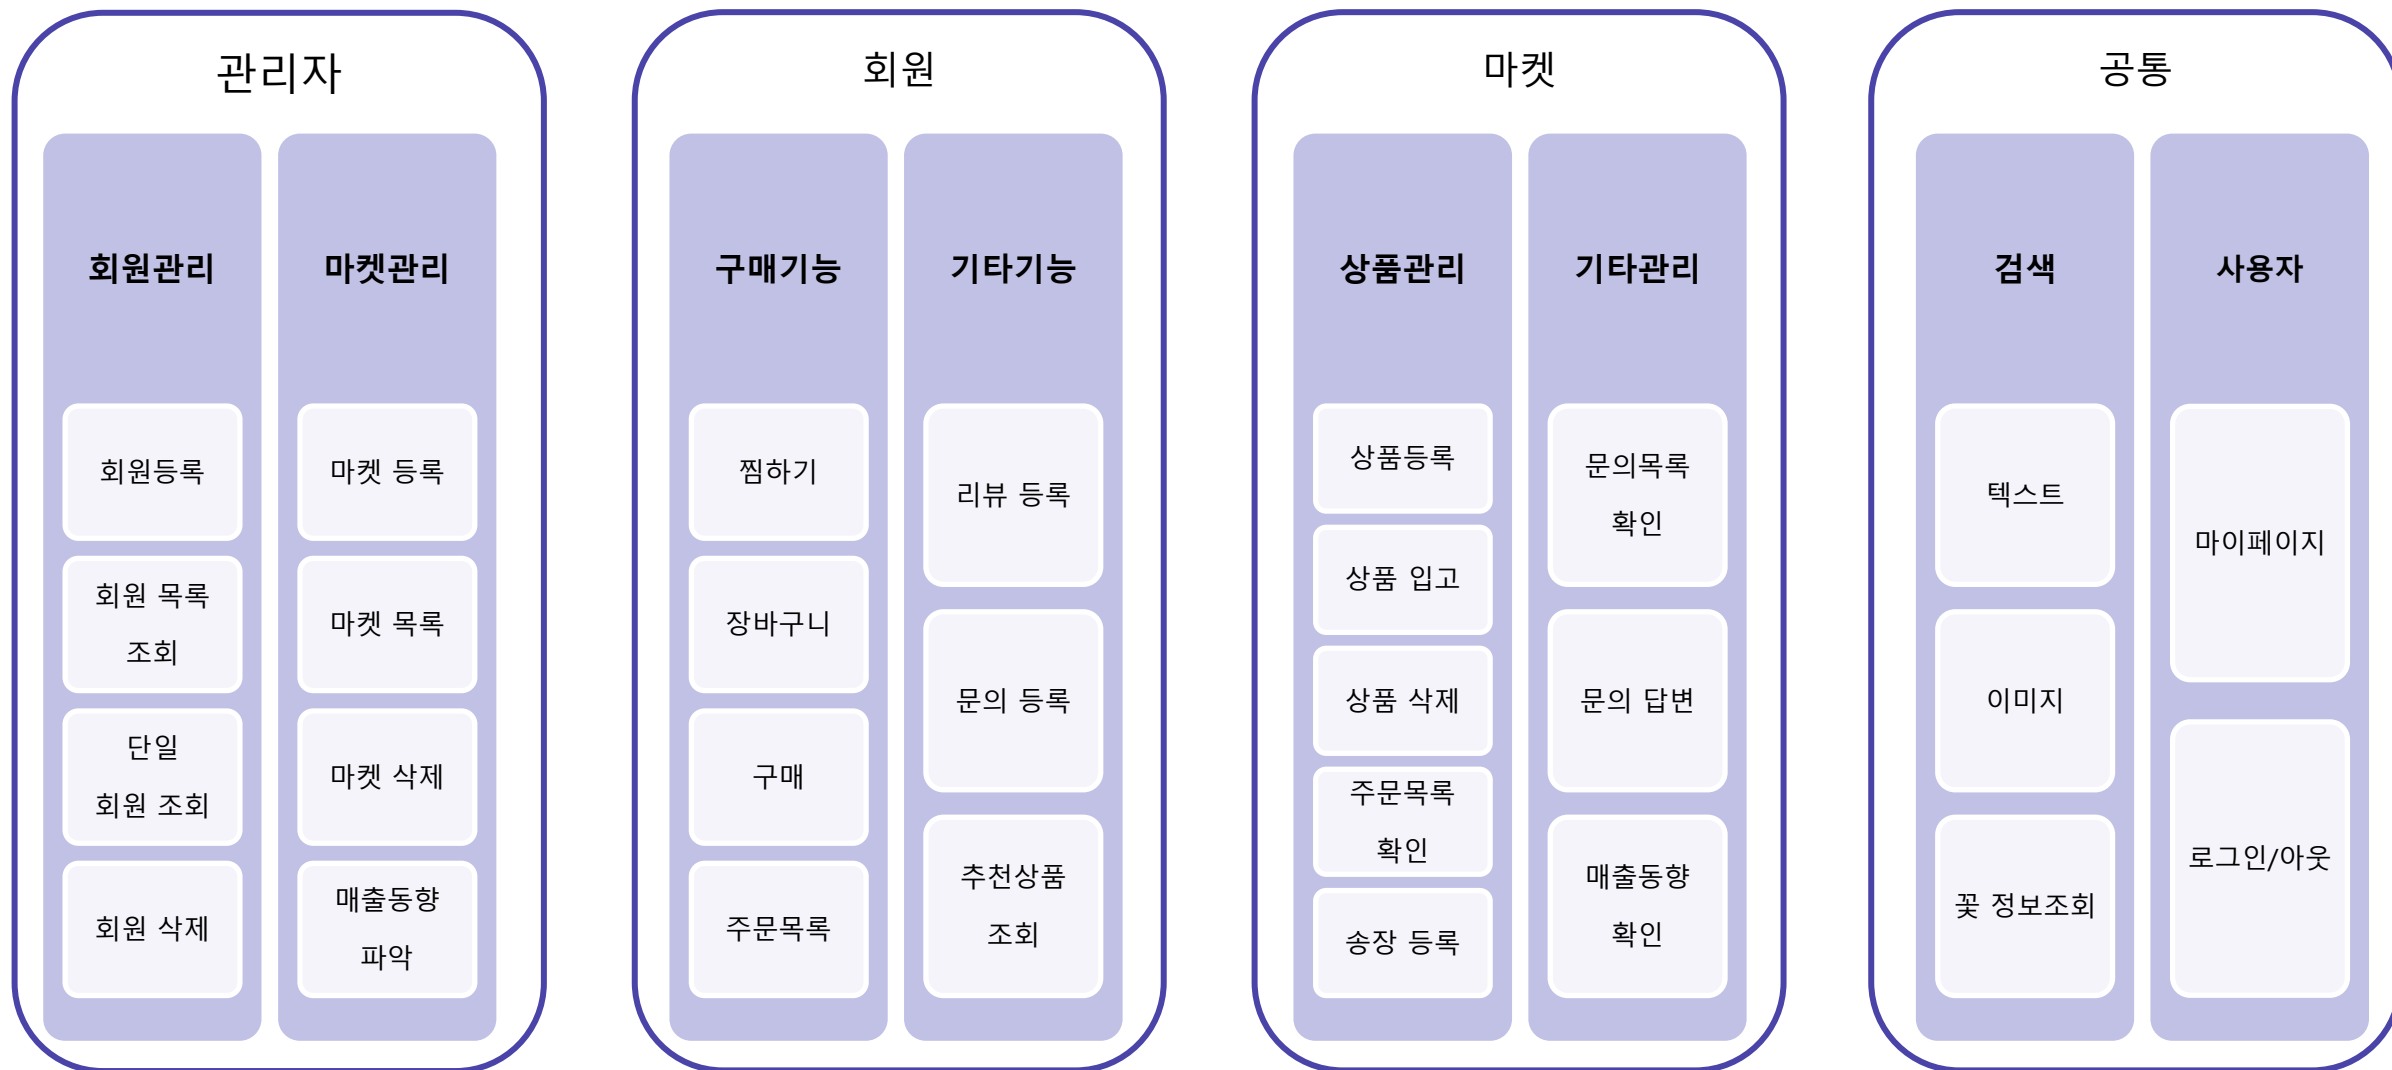 관리자
회원관리
회원등록
회원 목록
조회
단일
회원 조회
회원 삭제
마켓관리
마켓 등록
마켓 목록
마켓 삭제
매출동향
파악
회원
구매기능
찜하기
장바구니
구매
주문목록
기타기능
리뷰 등록
문의 등록
추천상품
조회
마켓
상품관리
상품등록
상품 입고
상품 삭제
주문목록
확인
송장 등록
기타관리
문의목록
확인
문의 답변
매출동향
확인
공통
검색
텍스트
이미지
꽃 정보조회
사용자
마이페이지
로그인/아웃